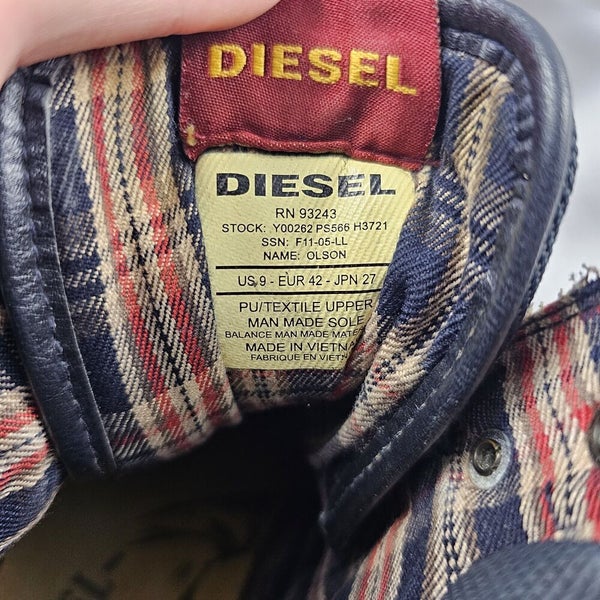 DIESEL
DIESEL
RN 93243
STOCK: Y00262 PS566 H3721
SSN: F11-05-LL
NAME: OLSON
US 9 - EUR 42 - JPN 27
PU/TEXTILE UPPER
MAN MADE SOLE
BALANCE MAN MADE MATE
MADE IN VIETNA
FABRIQUE EN VIETN